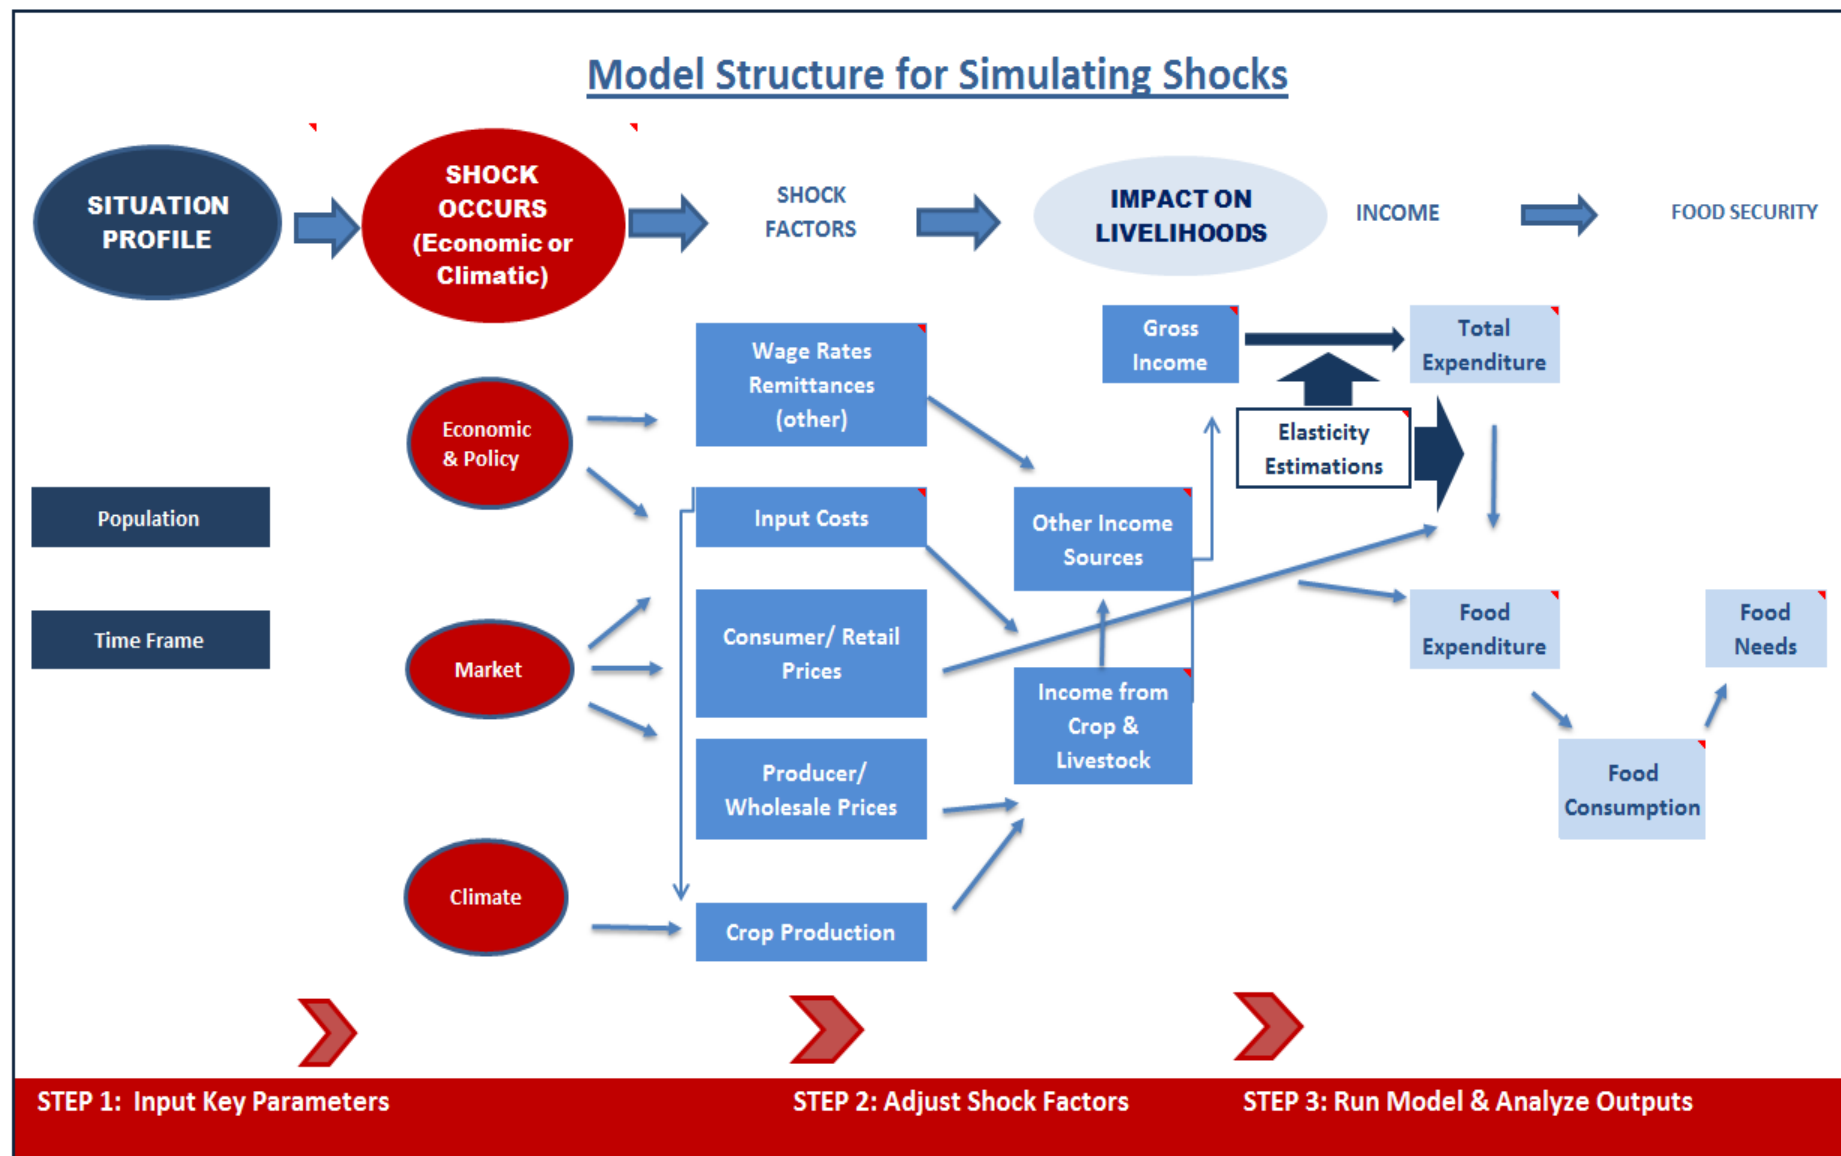 Model Structure for Simulating Shocks
SITUATION
PROFILE
SHOCK
OCCURS
(Economic or
Climatic)
SHOCK
FACTORS
IMPACT ON
LIVELIHOODS
INCOME
FOOD SECURITY
Population
Time Frame
Economic
& Policy
Market
Climate
Wage Rates
Remittances
(other)
Input Costs
Consumer/ Retail
Prices
Producer/
Wholesale Prices
Crop Production
Other Income
Sources
Income from
Crop &
Livestock
Gross
Income
Elasticity
Estimations
Total
Expenditure
Food
Expenditure
Food
Consumption
Food
Needs
STEP 1: Input Key Parameters
STEP 2: Adjust Shock Factors
STEP 3: Run Model & Analyze Outputs